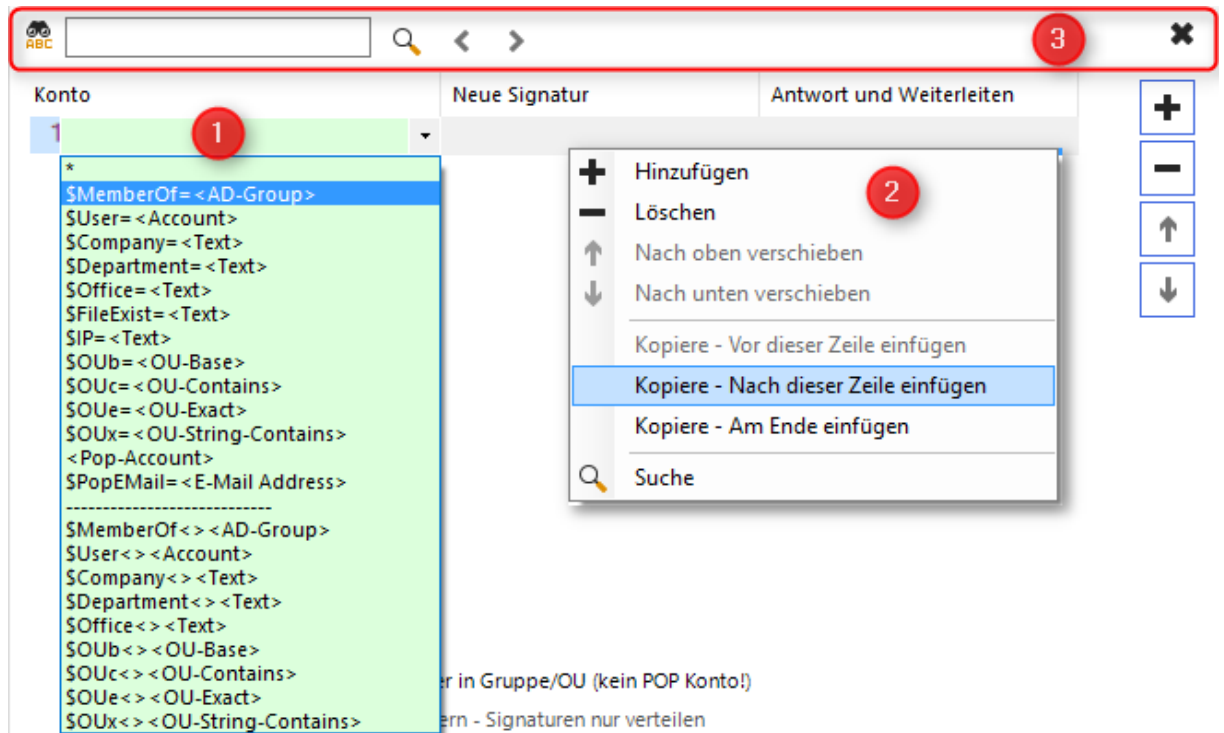 ABC
3
Konto
Neue Signatur
Antwort und Weiterleiten
1
*
$MemberOf=<AD-Group>
$User=<Account>
$Company=<Text>
$Department=<Text>
$Office=<Text>
$FileExist=<Text>
$IP=<Text>
$OUb=<OU-Base>
$OUc=<OU-Contains>
$OUe=<OU-Exact>
$OUx=<OU-String-Contains>
<Pop-Account>
$PopEMail=<E-Mail Address>
-----------------------------
$MemberOf<><AD-Group>
$User<><Account>
$Company<><Text>
$Department<><Text>
$Office<><Text>
$OUb<><OU-Base>
$OUc<><OU-Contains>
$OUe<><OU-Exact>
$OUx<><OU-String-Contains>
2
Hinzufügen
Löschen
Nach oben verschieben
Nach unten verschieben
Kopiere - Vor dieser Zeile einfügen
Kopiere - Nach dieser Zeile einfügen
Kopiere - Am Ende einfügen
Suche
er in Gruppe/OU (kein POP Konto!)
ern - Signaturen nur verteilen